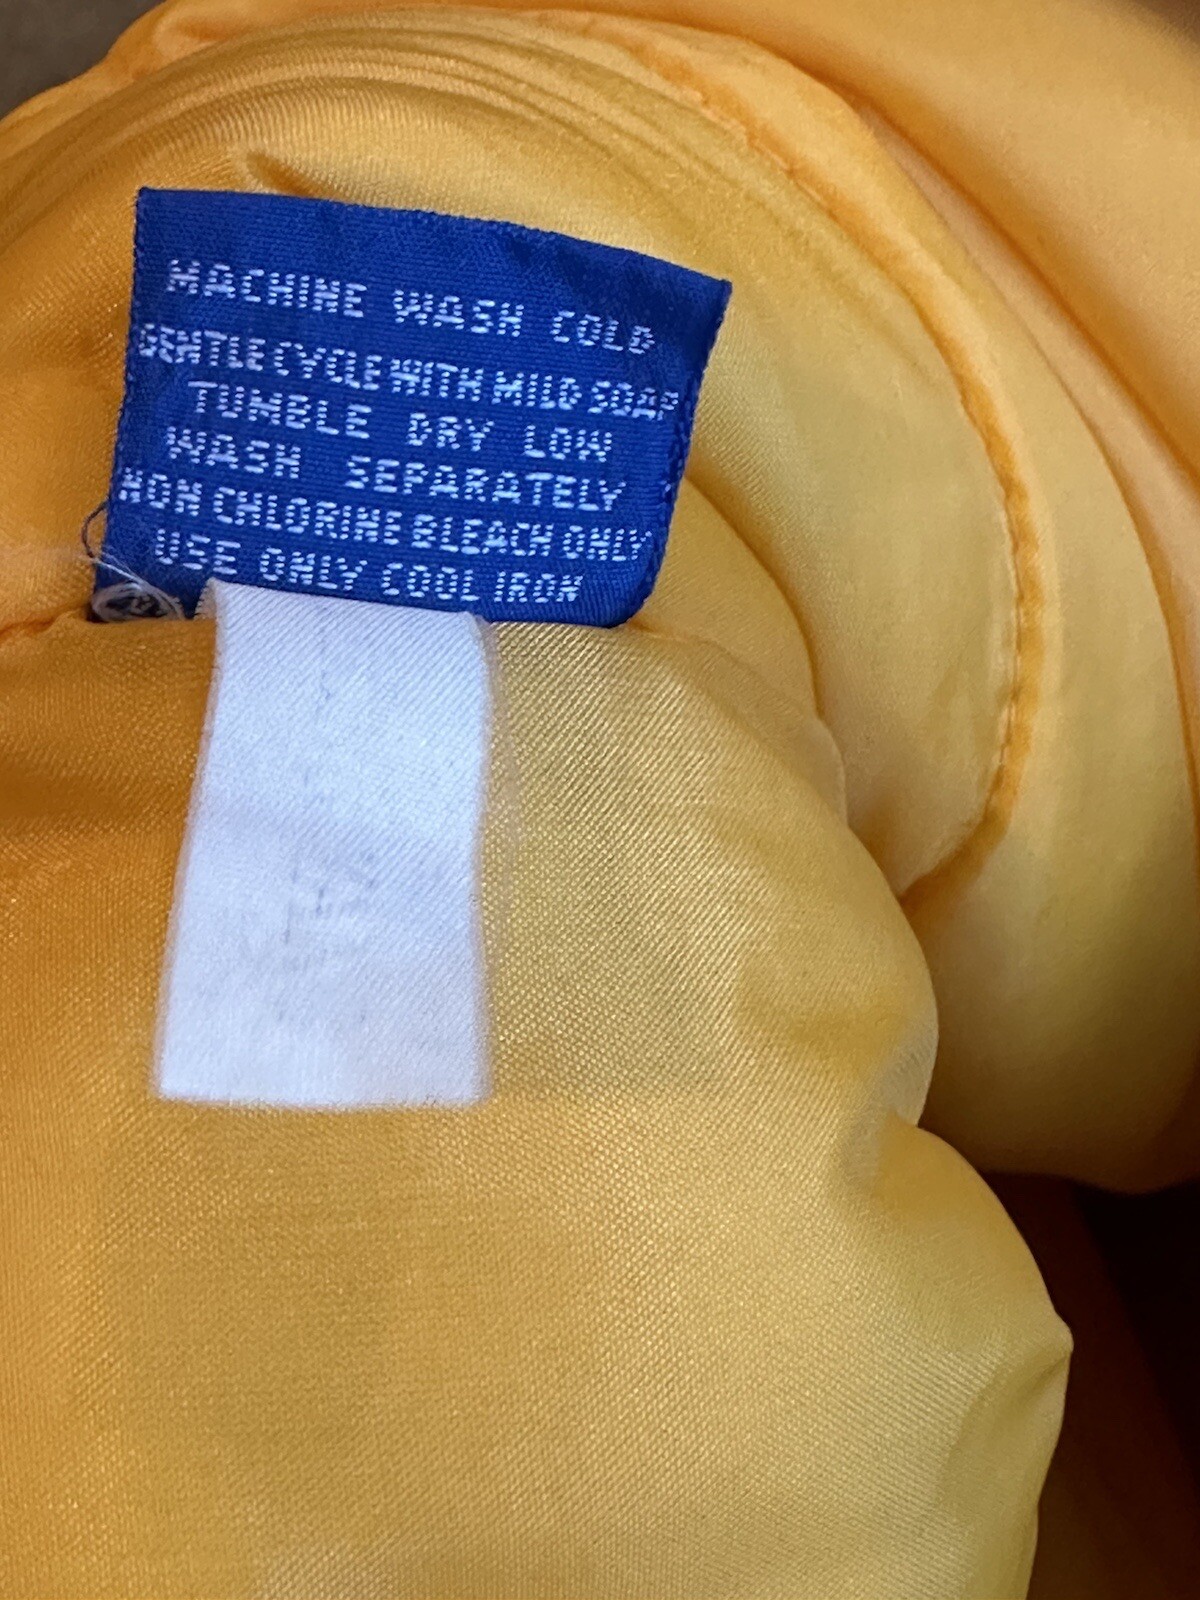 MACHINE WASH COLD
GENTLE CYCLE WITH MILD SOAP
TUMBLE DRY LOW
WASH SEPARATELY
NON CHLORINE BLEACH ONLY
USE ONLY COOL IRON